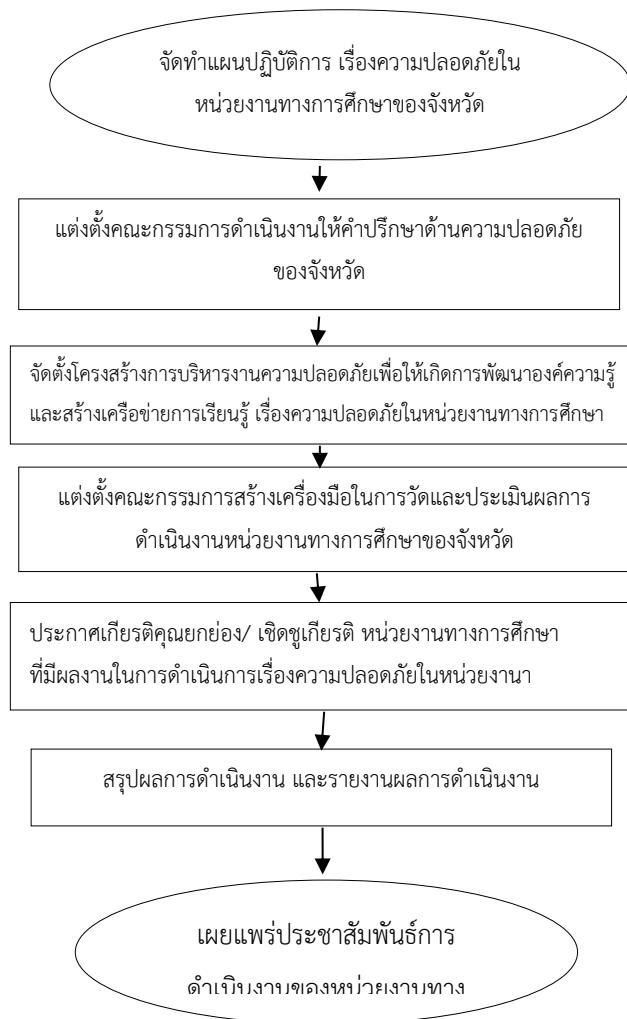 จัดทำแผนปฏิบัติการ เรื่องความปลอดภัยใน
หน่วยงานทางการศึกษาของจังหวัด
แต่งตั้งคณะกรรมการดำเนินงานให้คำปรึกษาด้านความปลอดภัย
ของจังหวัด
จัดตั้งโครงสร้างการบริหารงานความปลอดภัยเพื่อให้เกิดการพัฒนาองค์ความรู้
และสร้างเครือข่ายการเรียนรู้ เรื่องความปลอดภัยในหน่วยงานทางการศึกษา
แต่งตั้งคณะกรรมการสร้างเครื่องมือในการวัดและประเมินผลการ
ดำเนินงานหน่วยงานทางการศึกษาของจังหวัด
ประกาศเกียรติคุณยกย่อง/ เชิดชูเกียรติ หน่วยงานทางการศึกษา
ที่มีผลงานในการดำเนินการเรื่องความปลอดภัยในหน่วยงานา
สรุปผลการดำเนินงาน และรายงานผลการดำเนินงาน
เผยแพร่ประชาสัมพันธ์การ
ดำเนินงานของหน่วยงานทาง